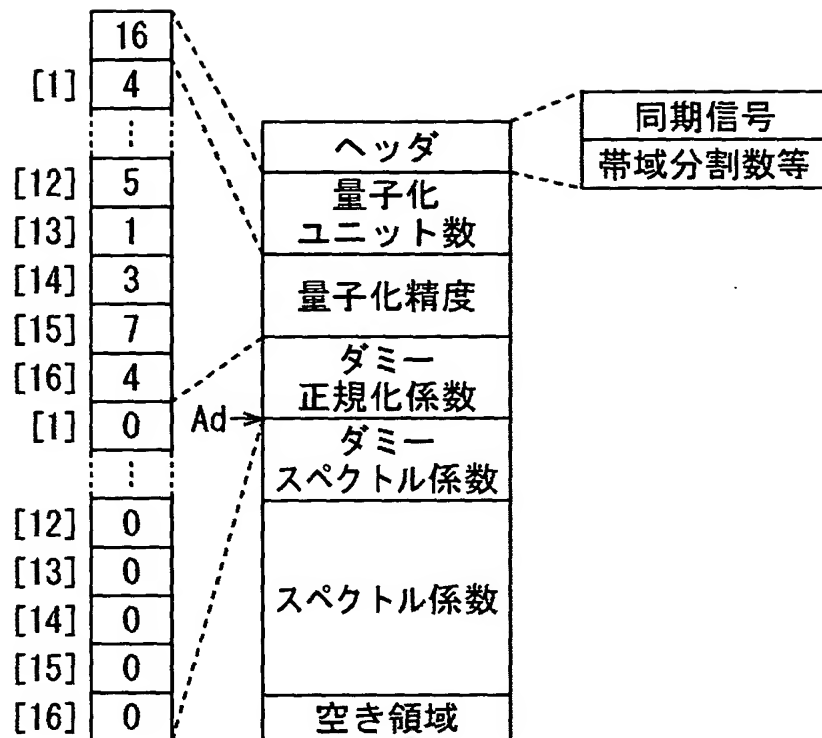 16
[1] 4
⋮
[12] 5
[13] 1
[14] 3
[15] 7
[16] 4
[1] 0
⋮
[12] 0
[13] 0
[14] 0
[15] 0
[16] 0
ヘッダ
量子化
ユニット数
量子化精度
ダミー
正規化係数
Ad
ダミー
スペクトル係数
スペクトル係数
空き領域
同期信号
帯域分割数等